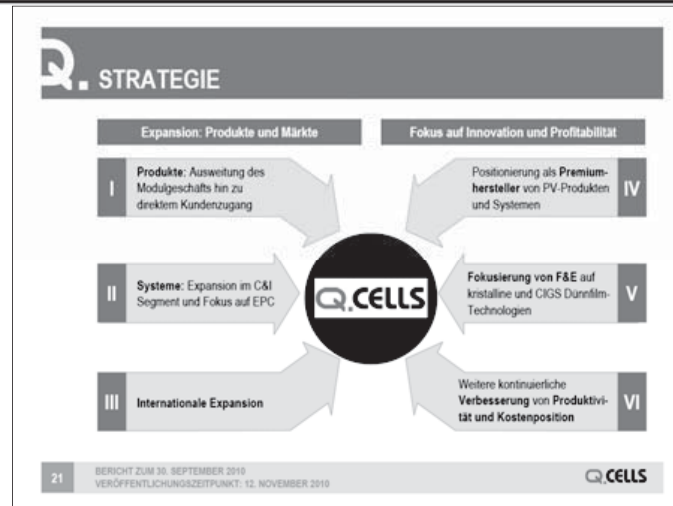 Q. STRATEGIE
Expansion: Produkte und Märkte
Fokus auf Innovation und Profitabilität
I
Produkte: Ausweitung des
Modulgeschäfts hin zu
direktem Kundenzugang
II
Systeme: Expansion im C&I
Segment und Fokus auf EPC
III
Internationale Expansion
Q.CELLS
Positionierung als Premium-
hersteller von PV-Produkten
und Systemen
IV
Fokusierung von F&E auf
kristalline und CIGS Dünnfilm-
Technologien
V
Weitere kontinuierliche
Verbesserung von Produktivi-
tät und Kostenposition
VI
21
BERICHT ZUM 30. SEPTEMBER 2010
VERÖFFENTLICHUNGSZEITPUNKT: 12. NOVEMBER 2010
Q.CELLS